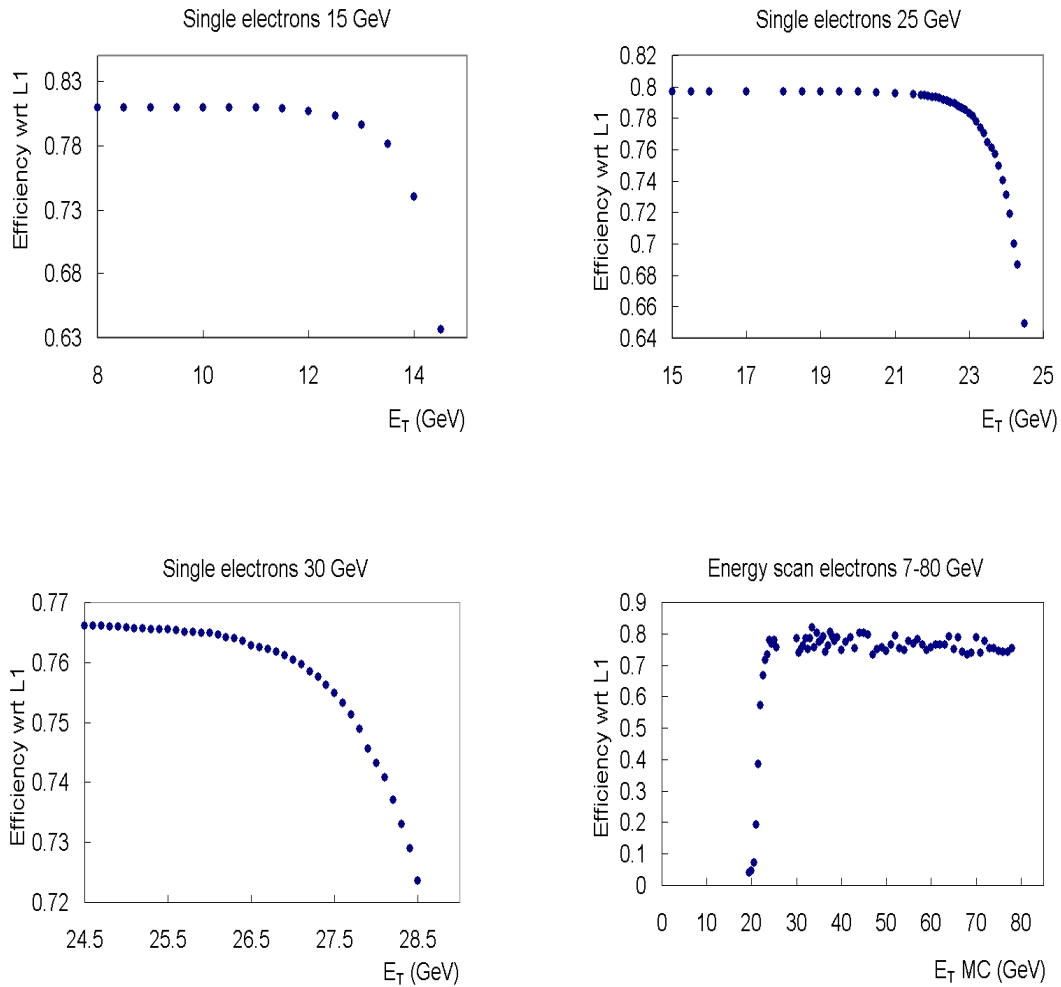 Single electrons 15 GeV
Efficiency wrt L1
0.83
0.78
0.73
0.68
0.63
8 10 12 14
E_T (GeV)
Single electrons 25 GeV
Efficiency wrt L1
0.82
0.8
0.78
0.76
0.74
0.72
0.7
0.68
0.66
0.64
15 17 19 21 23 25
E_T (GeV)
Single electrons 30 GeV
Efficiency wrt L1
0.77
0.76
0.75
0.74
0.73
0.72
24.5 25.5 26.5 27.5 28.5
E_T (GeV)
Energy scan electrons 7-80 GeV
Efficiency wrt L1
0.9
0.8
0.7
0.6
0.5
0.4
0.3
0.2
0.1
0
0 10 20 30 40 50 60 70 80
E_T MC (GeV)